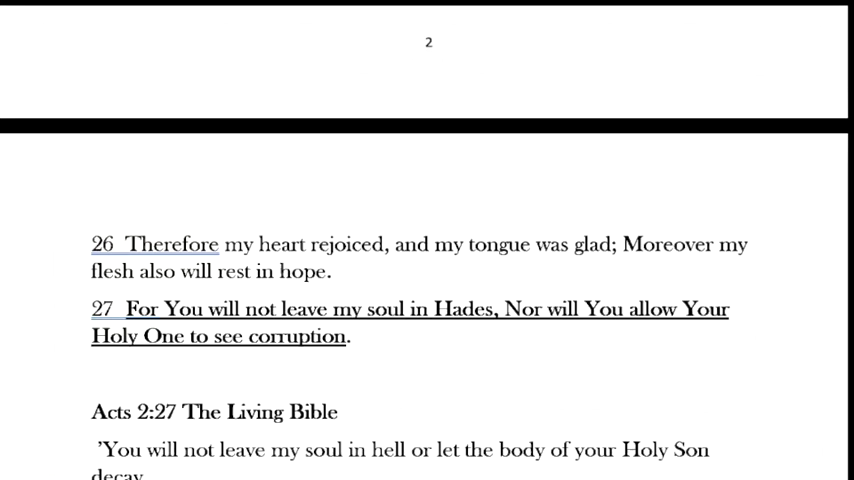 2
26  Therefore my heart rejoiced, and my tongue was glad; Moreover my
flesh also will rest in hope.
27  For You will not leave my soul in Hades, Nor will You allow Your
Holy One to see corruption.
Acts 2:27 The Living Bible
’You will not leave my soul in hell or let the body of your Holy Son
decay